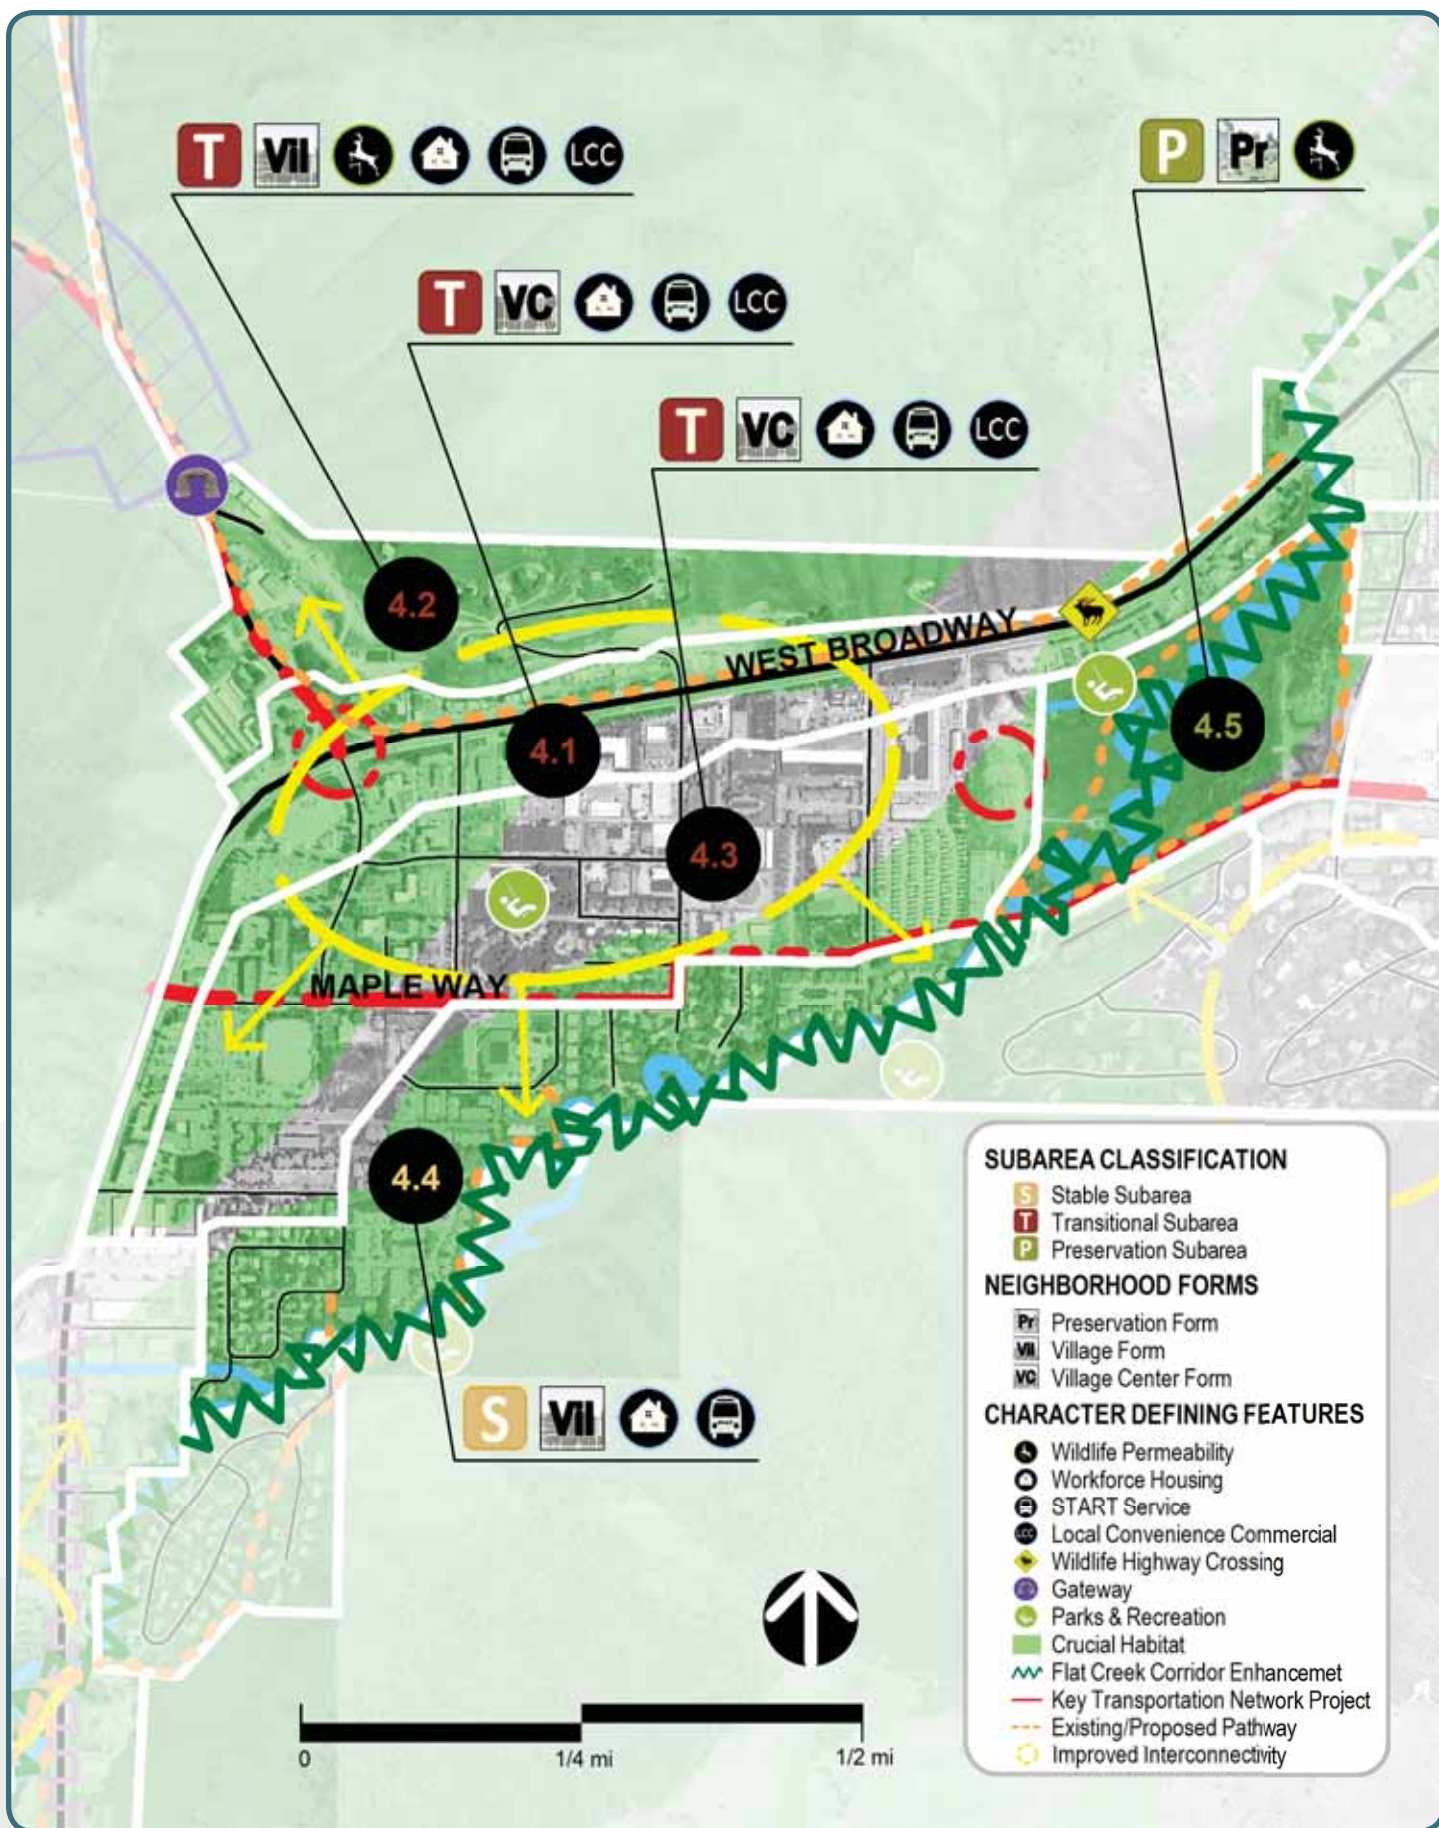 T Vil LCC
P Pr
T VC LCC
T VC LCC
4.2
WEST BROADWAY
4.1
4.5
4.3
MAPLE WAY
4.4
S Vil
SUBAREA CLASSIFICATION
S Stable Subarea
T Transitional Subarea
P Preservation Subarea
NEIGHBORHOOD FORMS
Pr Preservation Form
Vil Village Form
VC Village Center Form
CHARACTER DEFINING FEATURES
Wildlife Permeability
Workforce Housing
START Service
LCC Local Convenience Commercial
Wildlife Highway Crossing
Gateway
Parks & Recreation
Crucial Habitat
Flat Creek Corridor Enhancemet
Key Transportation Network Project
Existing/Proposed Pathway
Improved Interconnectivity
0 1/4 mi 1/2 mi